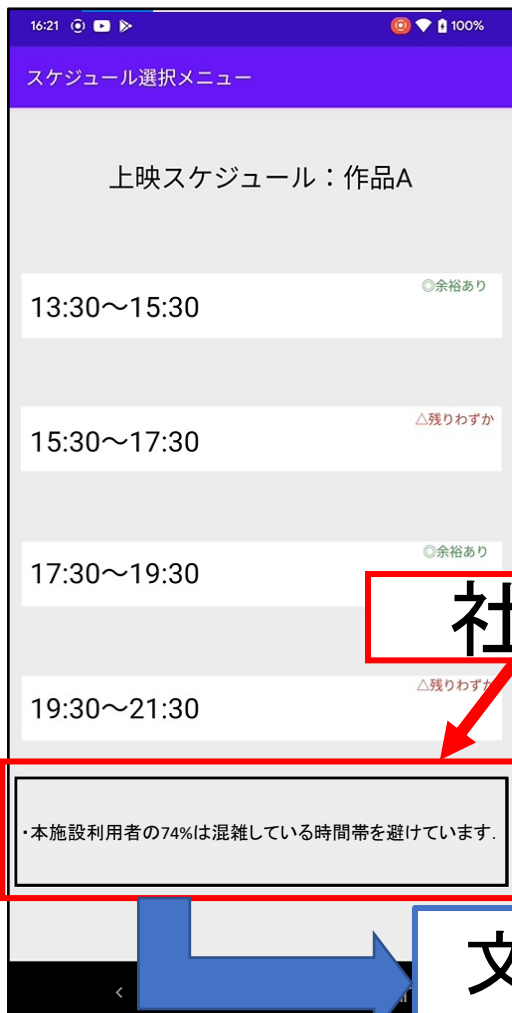 16:21
100%
スケジュール選択メニュー
上映スケジュール：作品A
◎余裕あり
13:30～15:30
△残りわずか
15:30～17:30
◎余裕あり
17:30～19:30
社
△残りわずか
19:30～21:30
・本施設利用者の74%は混雑している時間帯を避けています.
文